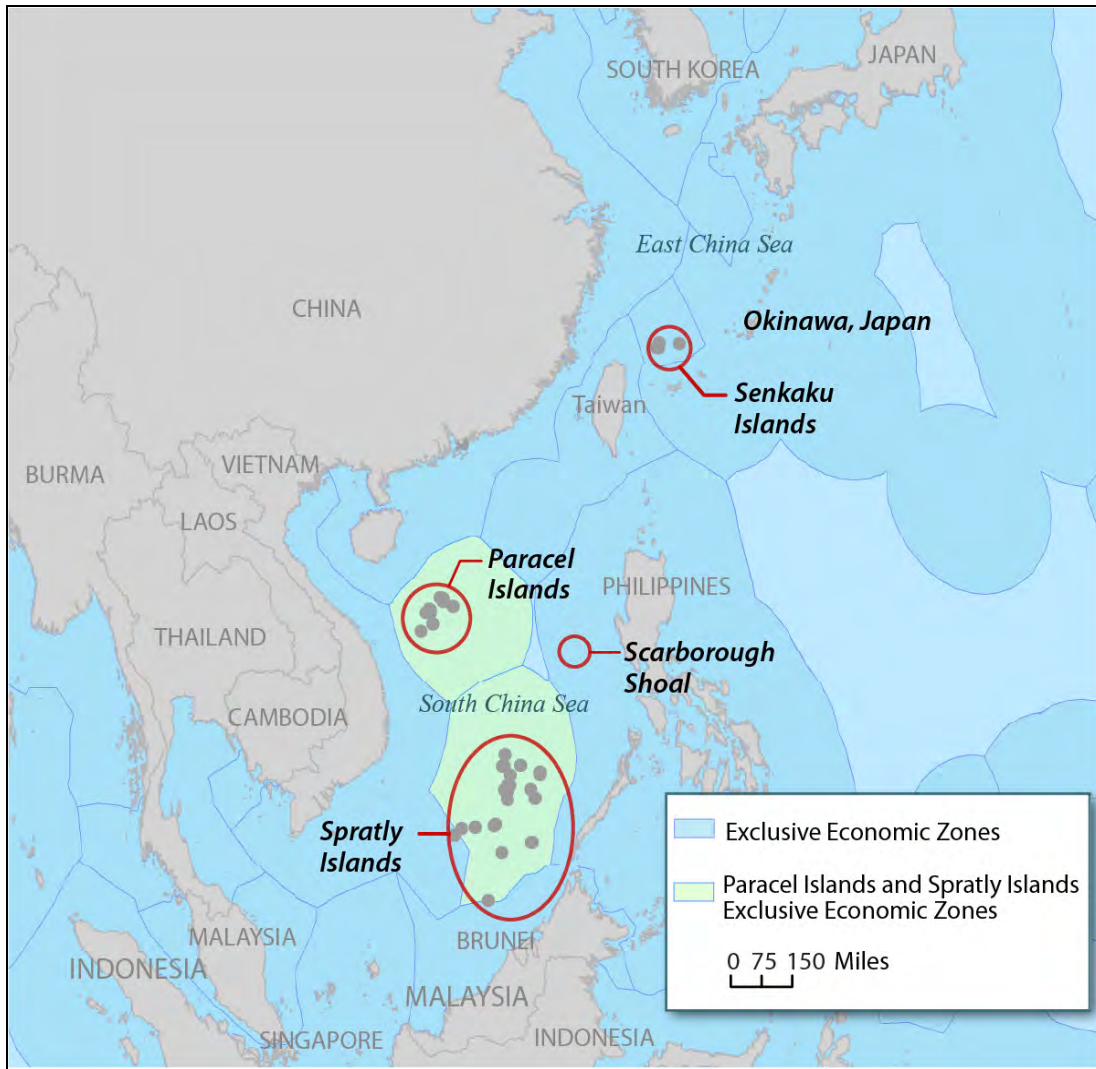 JAPAN
SOUTH KOREA
East China Sea
CHINA
Okinawa, Japan
Senkaku
Islands
Taiwan
BURMA
VIETNAM
LAOS
Paracel
Islands
PHILIPPINES
THAILAND
Scarborough
Shoal
South China Sea
CAMBODIA
Spratly
Islands
Exclusive Economic Zones
Paracel Islands and Spratly Islands
Exclusive Economic Zones
0 75 150 Miles
MALAYSIA
BRUNEI
INDONESIA
MALAYSIA
SINGAPORE
INDONESIA